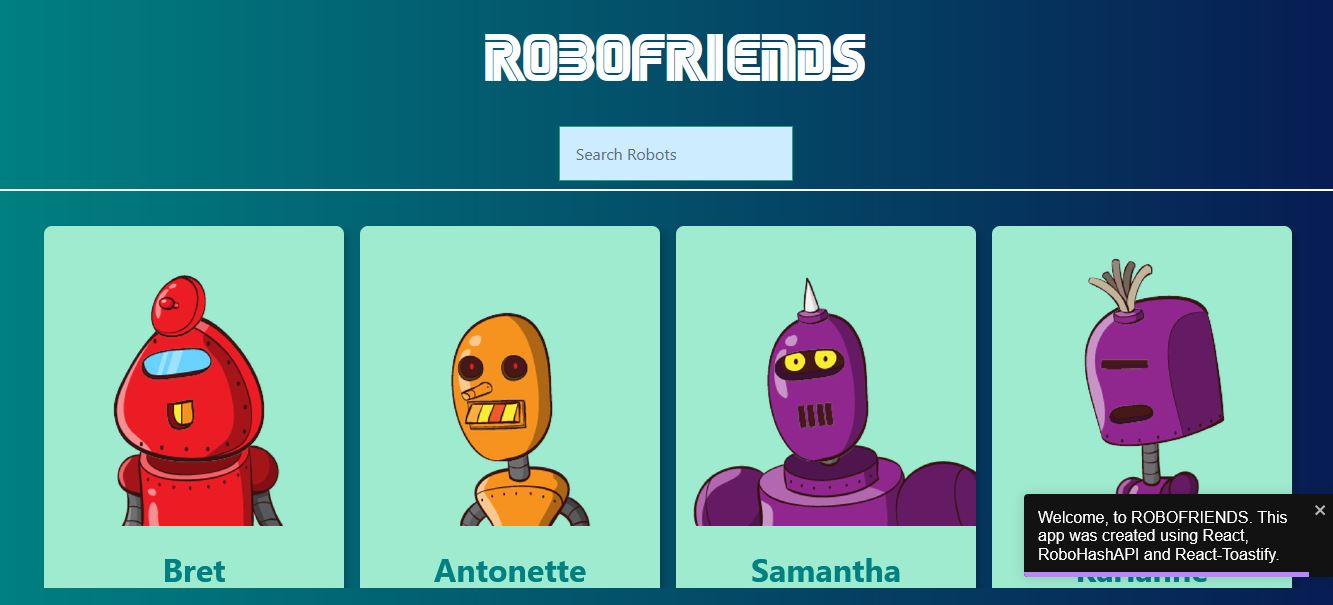 ROBOFRIENDS
Search Robots
Bret
Antonette
Samantha
Welcome, to ROBOFRIENDS. This
app was created using React,
RoboHashAPI and React-Toastify.